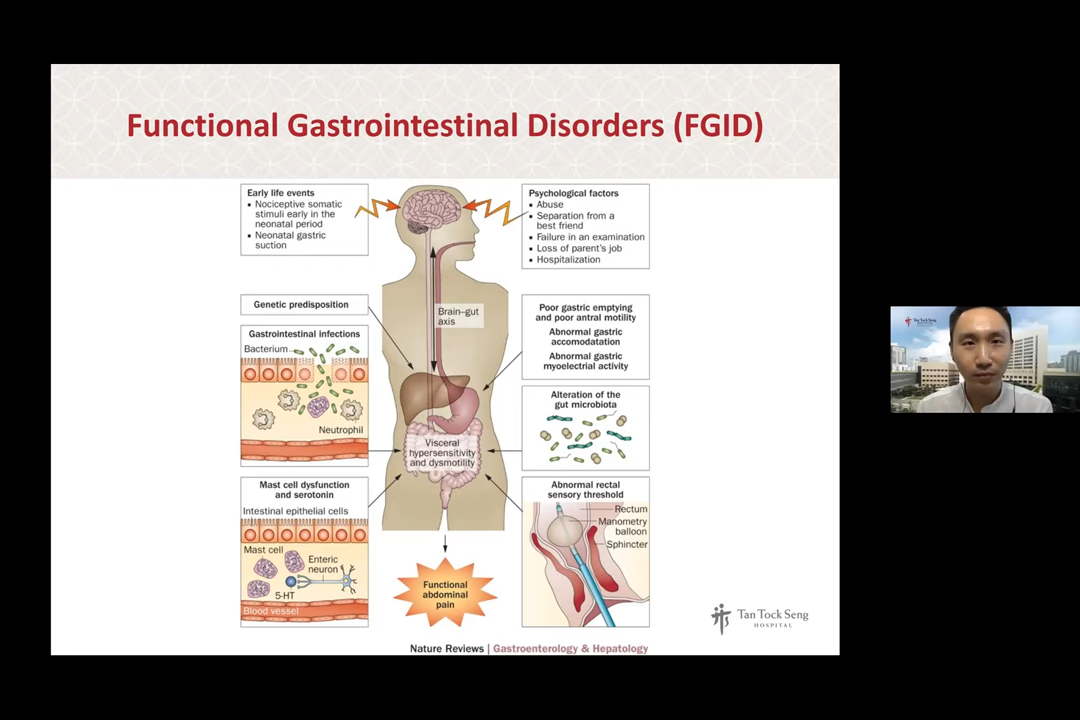 Functional Gastrointestinal Disorders (FGID)
Early life events
▪ Nociceptive somatic
stimuli early in the
neonatal period
▪ Neonatal gastric
suction
Psychological factors
▪ Abuse
▪ Separation from a
best friend
▪ Failure in an examination
▪ Loss of parent's job
▪ Hospitalization
Brain–gut
axis
Genetic predisposition
Gastrointestinal infections
Bacterium
Neutrophil
Poor gastric emptying
and poor antral motility
Abnormal gastric
accomodatation
Abnormal gastric
myoelectrial activity
Alteration of the
gut microbiota
Visceral
hypersensitivity
and dysmotility
Mast cell dysfunction
and serotonin
Intestinal epithelial cells
Mast cell
Enteric
neuron
5-HT
Blood vessel
Abnormal rectal
sensory threshold
Rectum
Manometry
balloon
Sphincter
Functional
abdominal
pain
Tan Tock Seng
HOSPITAL
Nature Reviews | Gastroenterology & Hepatology
Tan Tock Seng